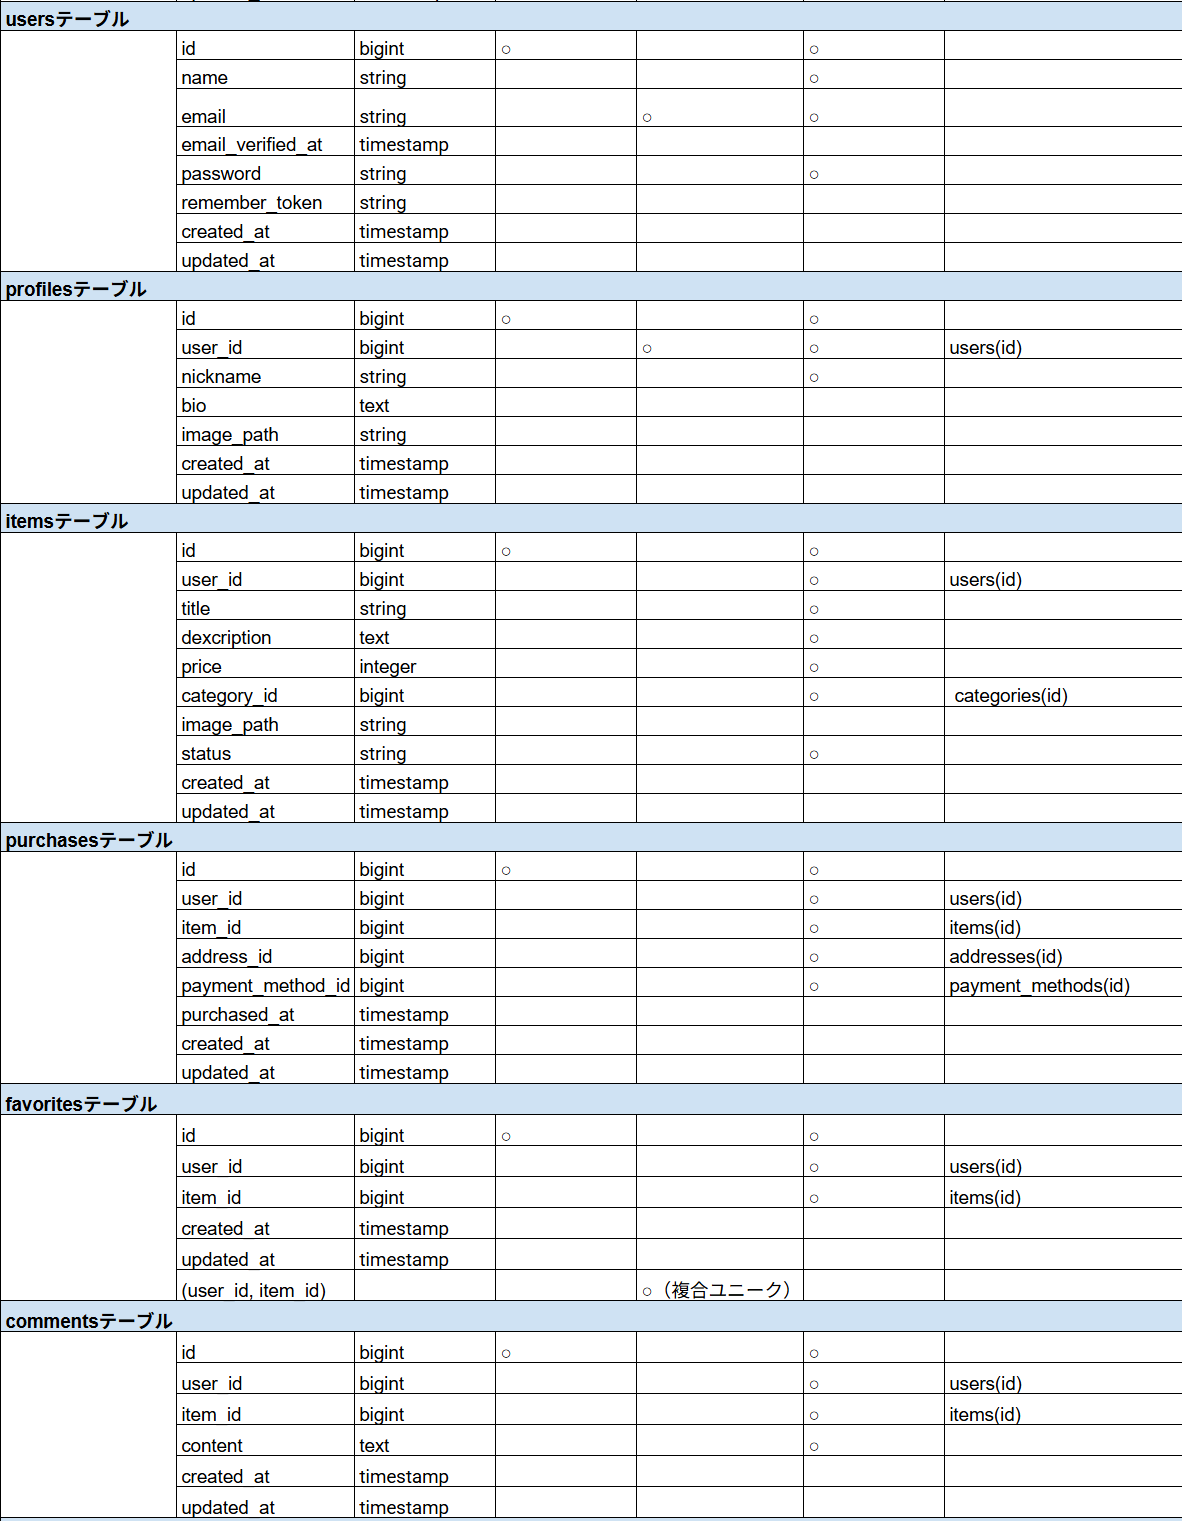 usersテーブル
id bigint ○ ○
name string ○
email string ○ ○
email_verified_at timestamp
password string ○
remember_token string
created_at timestamp
updated_at timestamp
profilesテーブル
id bigint ○ ○
user_id bigint ○ ○ users(id)
nickname string ○
bio text
image_path string
created_at timestamp
updated_at timestamp
itemsテーブル
id bigint ○ ○
user_id bigint ○ users(id)
title string ○
dexcription text ○
price integer ○
category_id bigint ○ categories(id)
image_path string
status string ○
created_at timestamp
updated_at timestamp
purchasesテーブル
id bigint ○ ○
user_id bigint ○ users(id)
item_id bigint ○ items(id)
address_id bigint ○ addresses(id)
payment_method_id bigint ○ payment_methods(id)
purchased_at timestamp
created_at timestamp
updated_at timestamp
favoritesテーブル
id bigint ○ ○
user_id bigint ○ users(id)
item_id bigint ○ items(id)
created_at timestamp
updated_at timestamp
(user_id, item_id) ○（複合ユニーク）
commentsテーブル
id bigint ○ ○
user_id bigint ○ users(id)
item_id bigint ○ items(id)
content text ○
created_at timestamp
updated_at timestamp